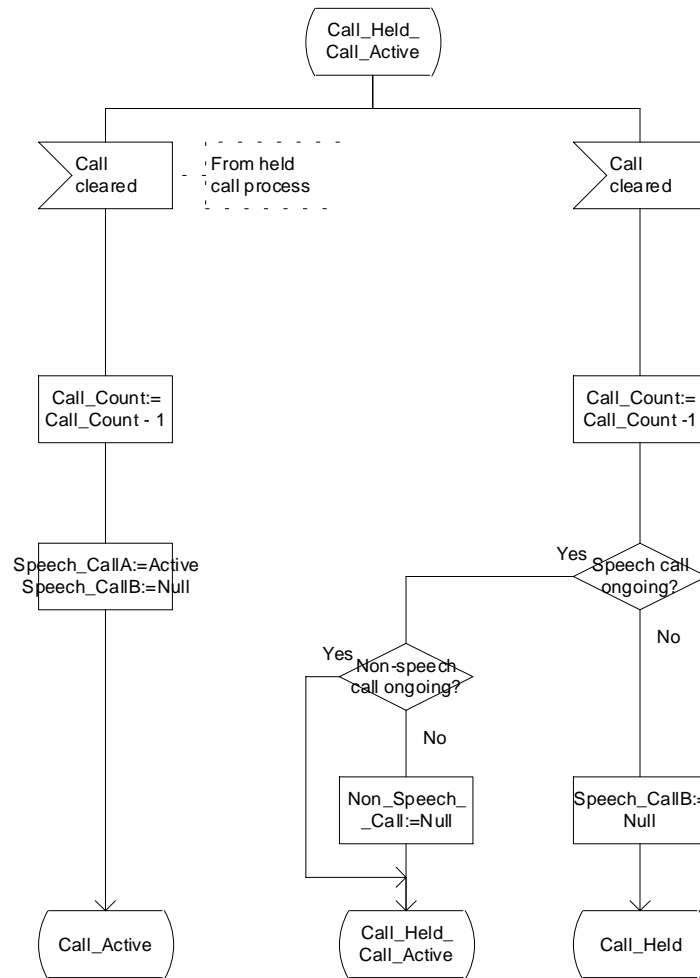 Call_Held_
Call_Active
Call
cleared
From held
call process
Call
cleared
Call_Count:=
Call_Count - 1
Call_Count:=
Call_Count -1
Speech_CallA:=Active
Speech_CallB:=Null
Yes
Speech call
ongoing?
No
Yes
Non-speech
call ongoing?
No
Non_Speech_
_Call:=Null
Speech_CallB:=
Null
Call_Active
Call_Held_
Call_Active
Call_Held